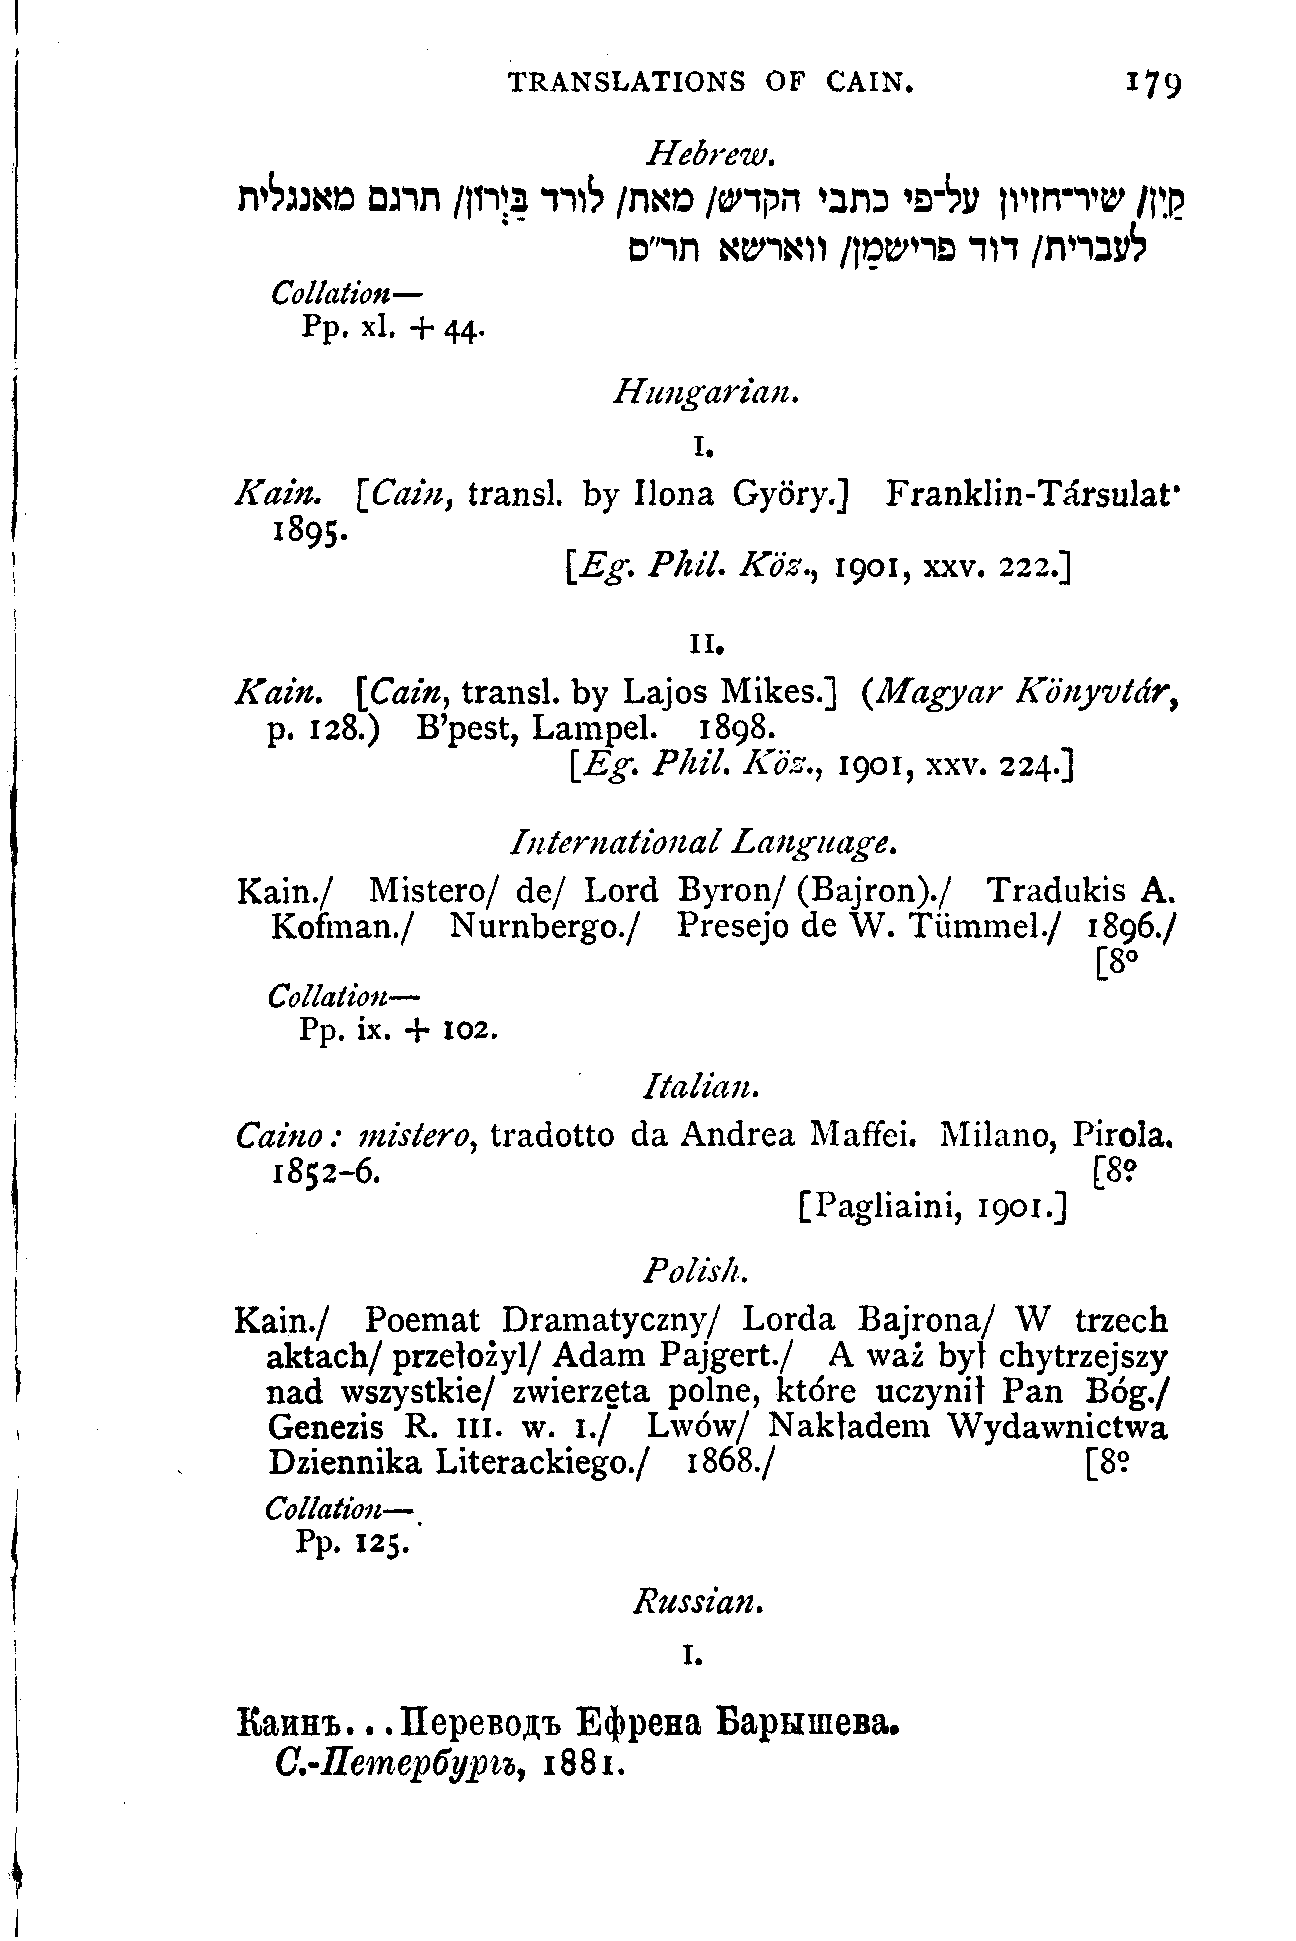 TRANSLATIONS OF CAIN. 179
Hebrew.
קַיִן/ שיר־חזיון על־פי כתבי הקדש/ מאת/ לורד בַּיְרוֹן/ תרגם מאנגלית
לעברית/ דוד פרישמָן/ ווארשא תר״ס
Collation—
Pp. xl. + 44.
Hungarian.
I.
Kain. [Cain, transl. by Ilona Györy.] Franklin-Társulat·
1895.
[Eg. Phil. Köz., 1901, xxv. 222.]
II.
Kain. [Cain, transl. by Lajos Mikes.] (Magyar Könyvtár,
p. 128.) B'pest, Lampel. 1898.
[Eg. Phil. Köz., 1901, xxv. 224.]
International Language.
Kain./ Mistero/ de/ Lord Byron/ (Bajron)./ Tradukis A.
Kofman./ Nurnbergo./ Presejo de W. Tümmel./ 1896./
[8º
Collation—
Pp. ix. + 102.
Italian.
Caino: mistero, tradotto da Andrea Maffei. Milano, Pirola.
1852-6. [8º
[Pagliaini, 1901.]
Polish.
Kain./ Poemat Dramatyczny/ Lorda Bajrona/ W trzech
aktach/ przełożyl/ Adam Pajgert./ A waż był chytrzejszy
nad wszystkie/ zwierzęta polne, które uczynił Pan Bóg./
Genezis R. III. w. 1./ Lwów/ Nakładem Wydawnictwa
Dziennika Literackiego./ 1868./ [8º
Collation—
Pp. 125.
Russian.
I.
Каинъ...Переводъ Ефрена Барышева.
С.-Петербургъ, 1881.